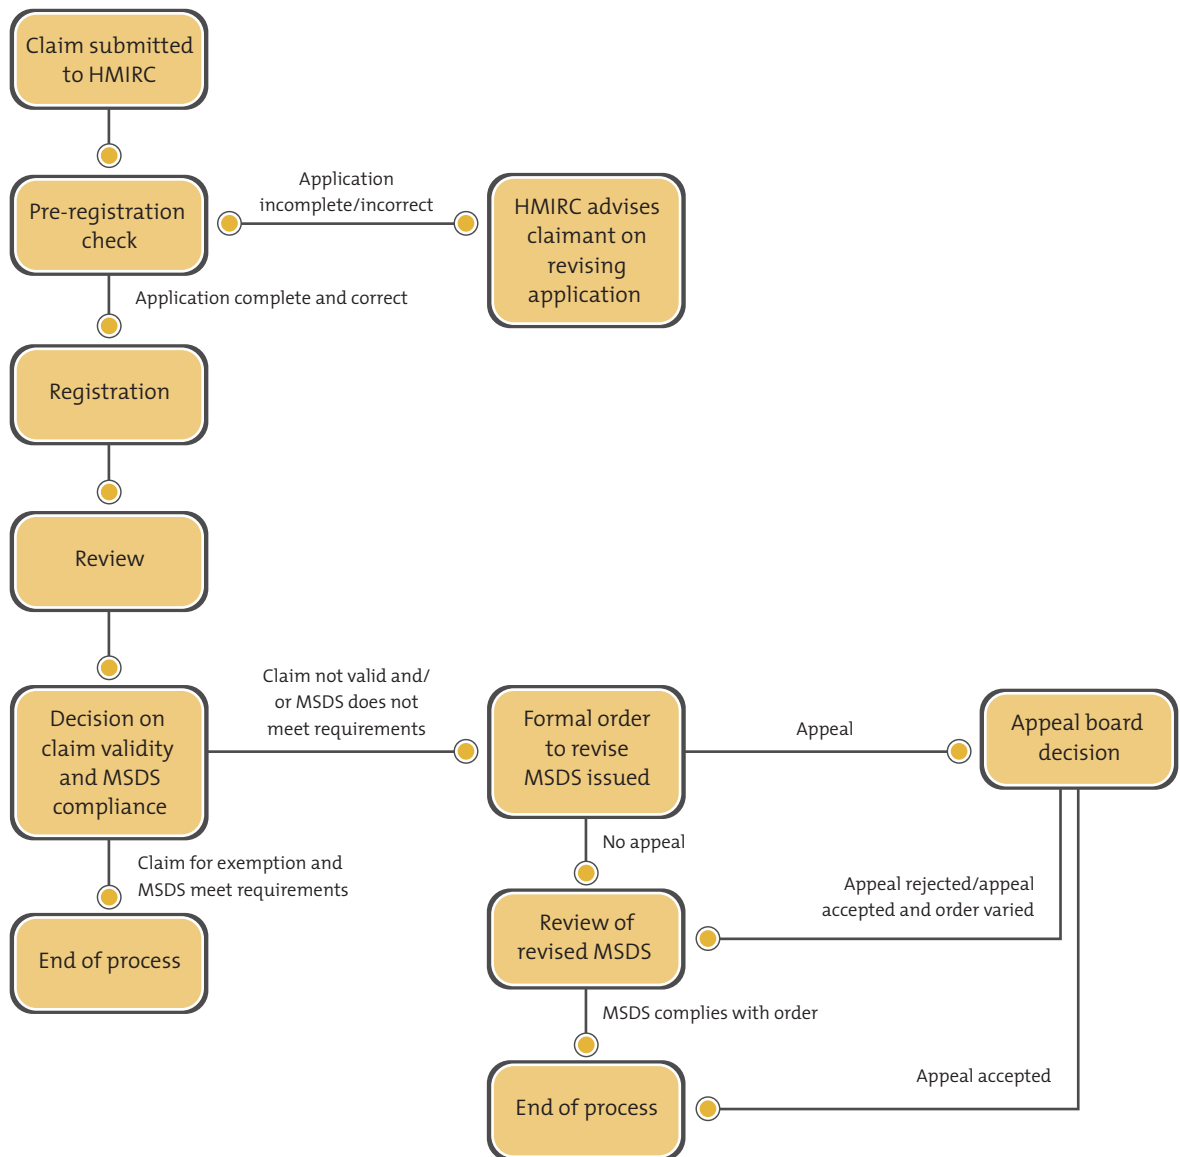 Claim submitted
to HMIRC
Pre-registration
check
Application
incomplete/incorrect
HMIRC advises
claimant on
revising
application
Application complete and correct
Registration
Review
Decision on
claim validity
and MSDS
compliance
Claim not valid and/
or MSDS does not
meet requirements
Formal order
to revise
MSDS issued
Appeal
Appeal board
decision
Claim for exemption and
MSDS meet requirements
End of process
No appeal
Appeal rejected/appeal
accepted and order varied
Review of
revised MSDS
MSDS complies with order
Appeal accepted
End of process